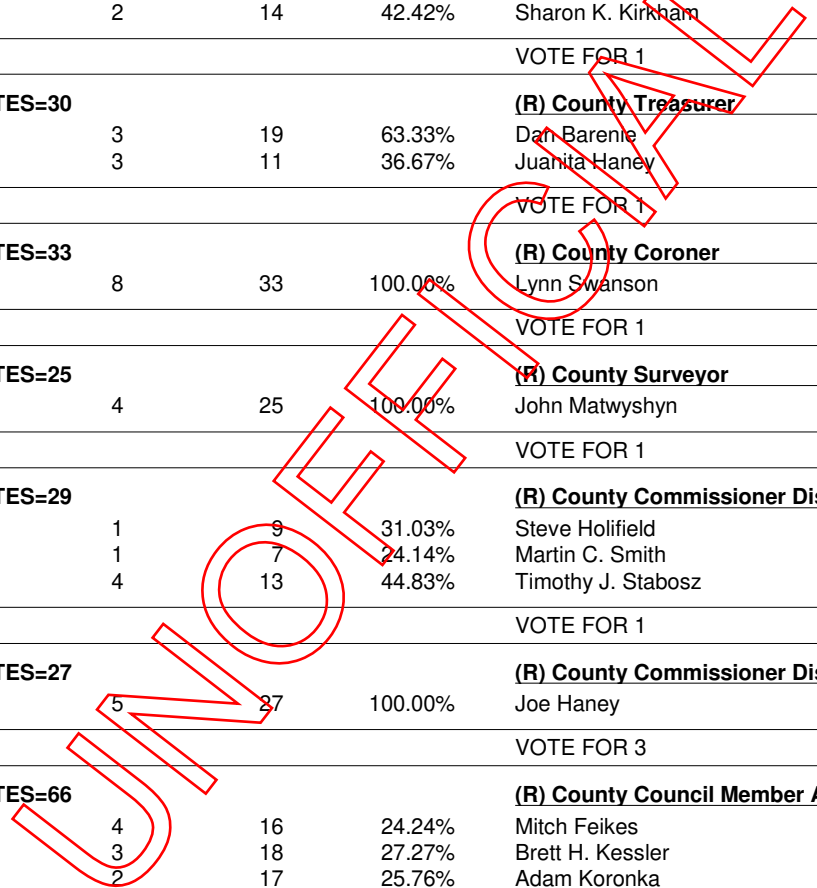 2 14 42.42% Sharon K. Kirkham
VOTE FOR 1
TES=30 (R) County Treasurer
3 19 63.33% Dan Barenie
3 11 36.67% Juanita Haney
VOTE FOR 1
TES=33 (R) County Coroner
8 33 100.00% Lynn Swanson
VOTE FOR 1
TES=25 (R) County Surveyor
4 25 100.00% John Matwyshyn
VOTE FOR 1
TES=29 (R) County Commissioner Dis
1 9 31.03% Steve Holifield
1 7 24.14% Martin C. Smith
4 13 44.83% Timothy J. Stabosz
VOTE FOR 1
TES=27 (R) County Commissioner Dis
5 27 100.00% Joe Haney
VOTE FOR 3
TES=66 (R) County Council Member A
4 16 24.24% Mitch Feikes
3 18 27.27% Brett H. Kessler
2 17 25.76% Adam Koronka
UNOFFICIAL